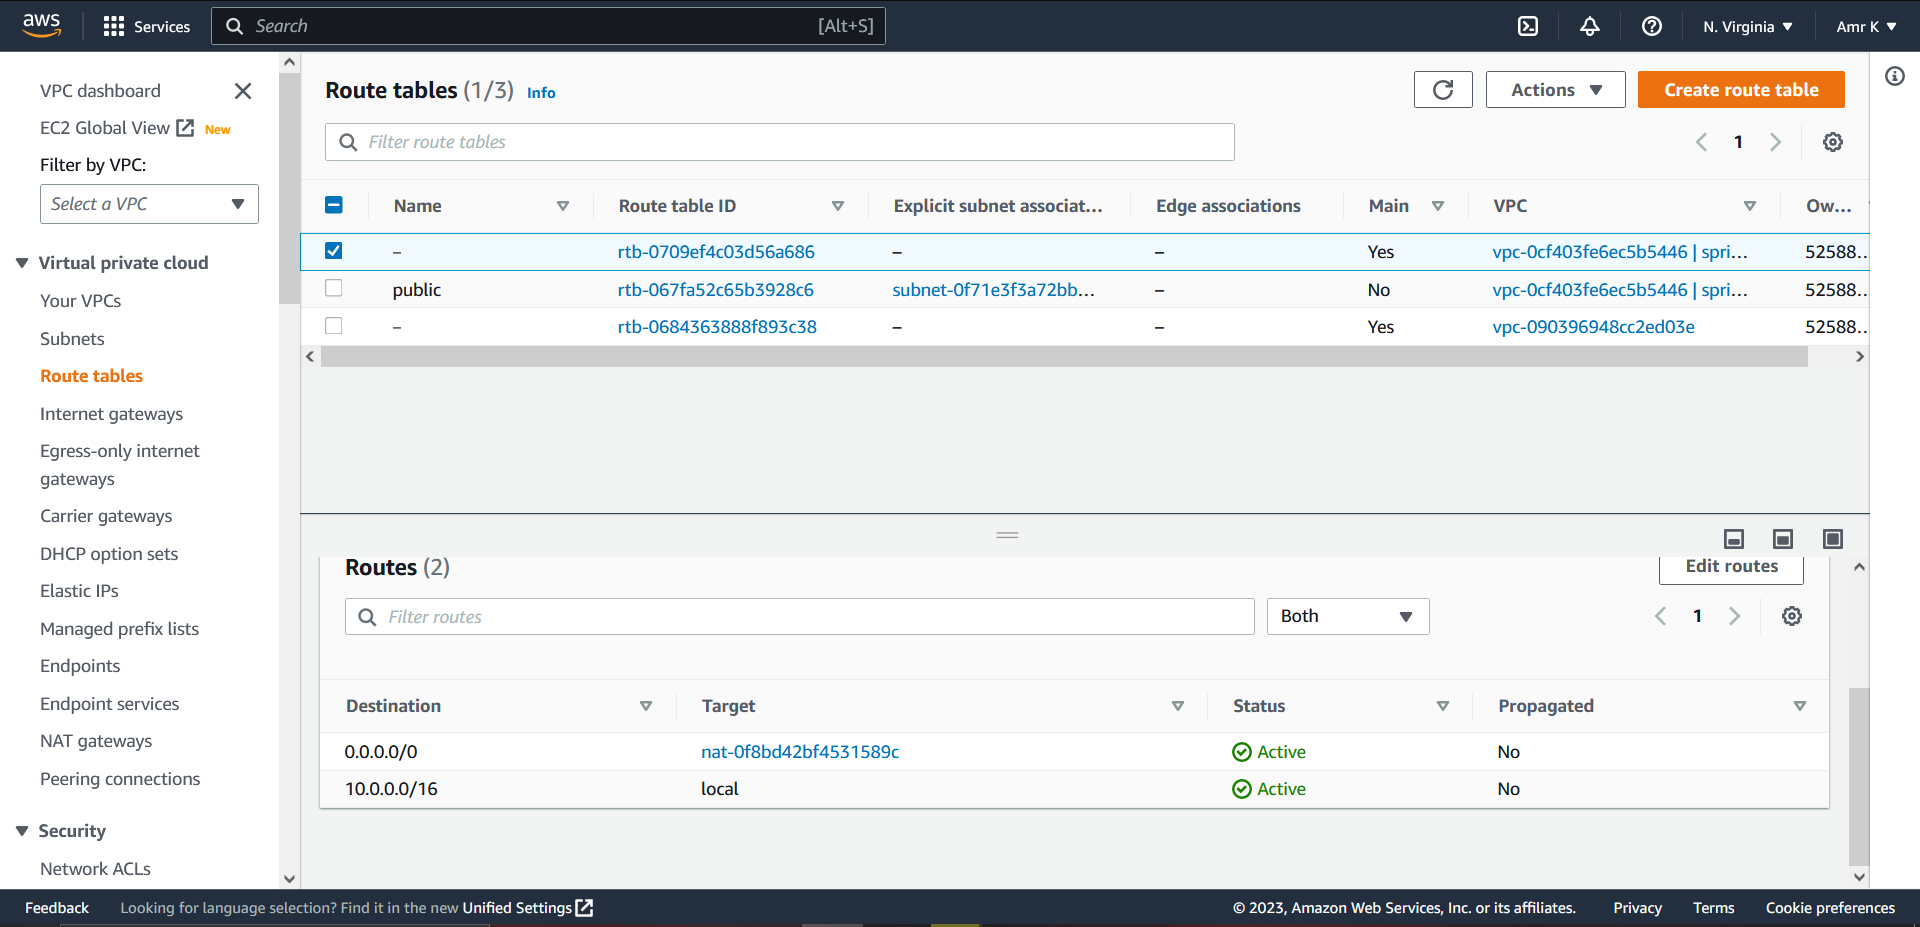 aws
Services
Search
[Alt+S]
N. Virginia
Amr K
VPC dashboard
EC2 Global View
New
Filter by VPC:
Select a VPC
Virtual private cloud
Your VPCs
Subnets
Route tables
Internet gateways
Egress-only internet
gateways
Carrier gateways
DHCP option sets
Elastic IPs
Managed prefix lists
Endpoints
Endpoint services
NAT gateways
Peering connections
Security
Network ACLs
Route tables (1/3) Info
Actions
Create route table
Filter route tables
1
Name Route table ID Explicit subnet associat... Edge associations Main VPC Ow...
– rtb-0709ef4c03d56a686 – – Yes vpc-0cf403fe6ec5b5446 | spri... 52588..
public rtb-067fa52c65b3928c6 subnet-0f71e3f3a72bb... – No vpc-0cf403fe6ec5b5446 | spri... 52588..
– rtb-0684363888f893c38 – – Yes vpc-090396948cc2ed03e 52588..
Routes (2)
Edit routes
Filter routes
Both
1
Destination Target Status Propagated
0.0.0.0/0 nat-0f8bd42bf4531589c Active No
10.0.0.0/16 local Active No
Feedback Looking for language selection? Find it in the new Unified Settings
© 2023, Amazon Web Services, Inc. or its affiliates. Privacy Terms Cookie preferences